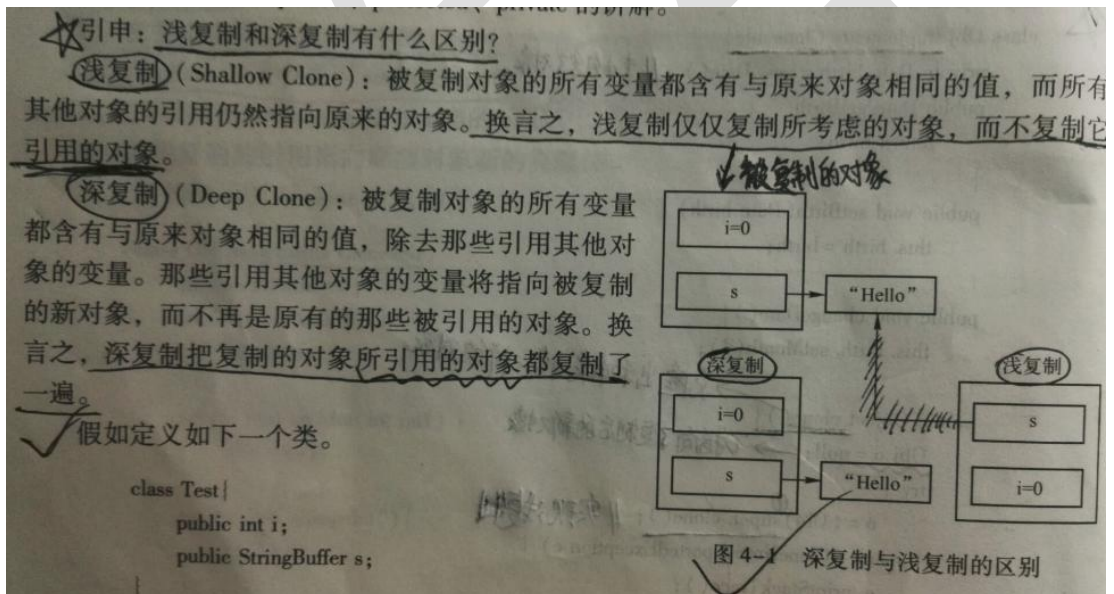 private 的讲解。
引申：浅复制和深复制有什么区别？
浅复制 (Shallow Clone)：被复制对象的所有变量都含有与原来对象相同的值，而所有
其他对象的引用仍然指向原来的对象。换言之，浅复制仅仅复制所考虑的对象，而不复制它
引用的对象。
深复制 (Deep Clone)：被复制对象的所有变量
都含有与原来对象相同的值，除去那些引用其他对
象的变量。那些引用其他对象的变量将指向被复制
的新对象，而不再是原有的那些被引用的对象。换
言之，深复制把复制的对象所引用的对象都复制了
一遍。
假如定义如下一个类。
class Test{
public int i;
public StringBuffer s;
}
被复制的对象
i=0
s
"Hello"
深复制
i=0
s
"Hello"
浅复制
s
i=0
图 4-1 深复制与浅复制的区别